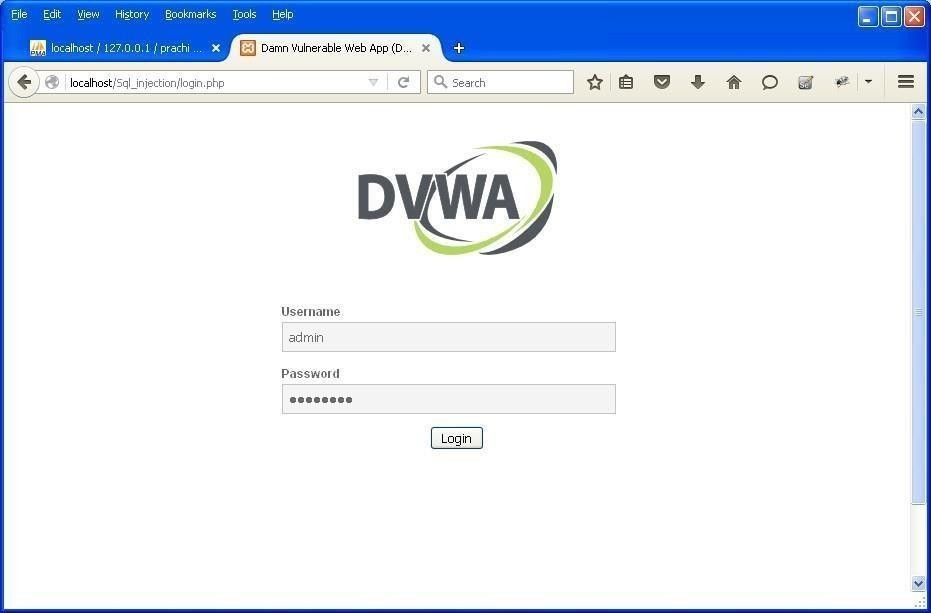 File Edit View History Bookmarks Tools Help
localhost / 127.0.0.1 / prachi ... Damn Vulnerable Web App (D...
localhost/Sql_injection/login.php Search
DVWA
Username
admin
Password
●●●●●●●●
Login